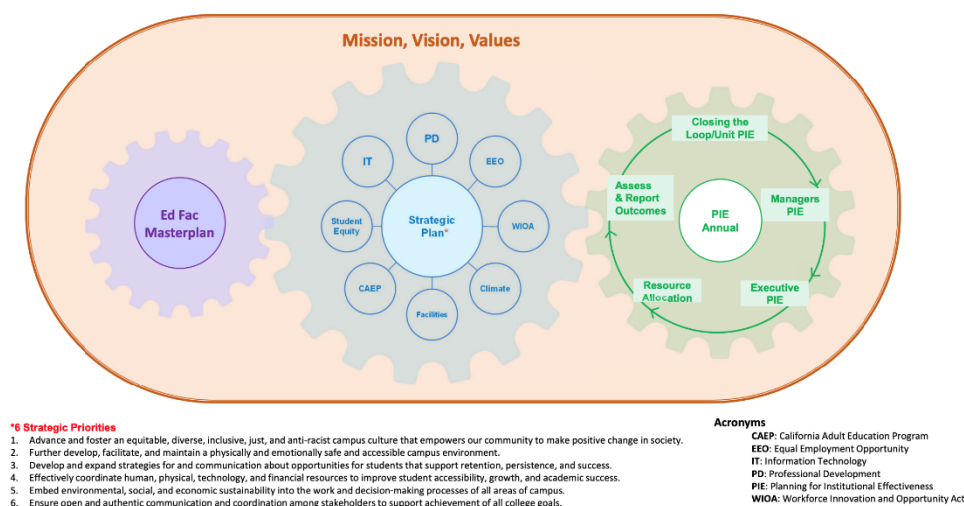 Mission, Vision, Values
Ed Fac
Masterplan
PD
IT
EEO
Student
Equity
Strategic
Plan*
WIOA
CAEP
Climate
Facilities
Closing the
Loop/Unit PIE
Assess
& Report
Outcomes
PIE
Annual
Managers
PIE
Resource
Allocation
Executive
PIE
*6 Strategic Priorities
1. Advance and foster an equitable, diverse, inclusive, just, and anti-racist campus culture that empowers our community to make positive change in society.
2. Further develop, facilitate, and maintain a physically and emotionally safe and accessible campus environment.
3. Develop and expand strategies for and communication about opportunities for students that support retention, persistence, and success.
4. Effectively coordinate human, physical, technology, and financial resources to improve student accessibility, growth, and academic success.
5. Embed environmental, social, and economic sustainability into the work and decision-making processes of all areas of campus.
6. Ensure open and authentic communication and coordination among stakeholders to support achievement of all college goals.
Acronyms
CAEP: California Adult Education Program
EEO: Equal Employment Opportunity
IT: Information Technology
PD: Professional Development
PIE: Planning for Institutional Effectiveness
WIOA: Workforce Innovation and Opportunity Act